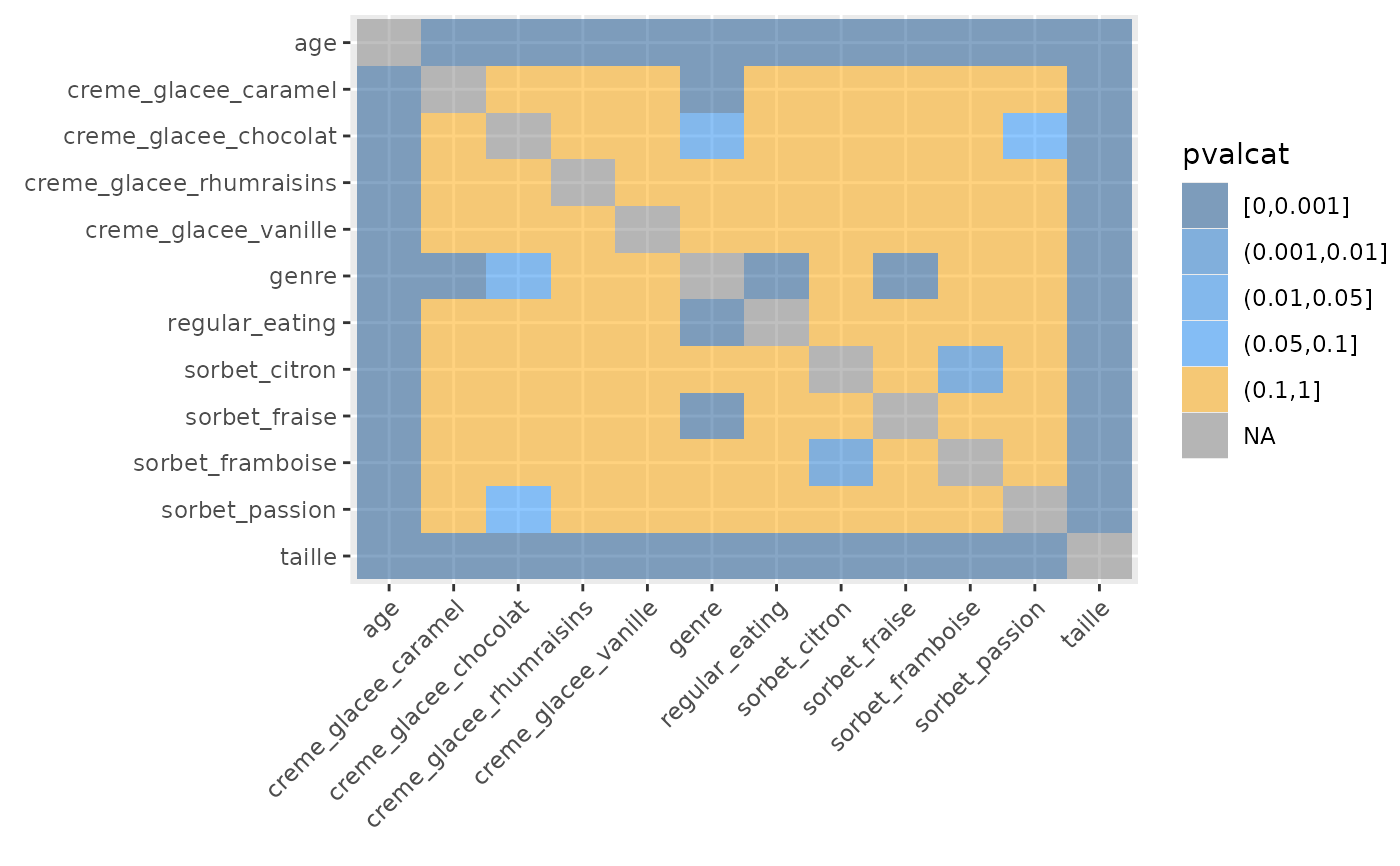 age
creme_glacee_caramel
creme_glacee_chocolat
creme_glacee_rhumraisins
creme_glacee_vanille
genre
regular_eating
sorbet_citron
sorbet_fraise
sorbet_framboise
sorbet_passion
taille
age
creme_glacee_caramel
creme_glacee_chocolat
creme_glacee_rhumraisins
creme_glacee_vanille
genre
regular_eating
sorbet_citron
sorbet_fraise
sorbet_framboise
sorbet_passion
taille
pvalcat
[0,0.001]
(0.001,0.01]
(0.01,0.05]
(0.05,0.1]
(0.1,1]
NA